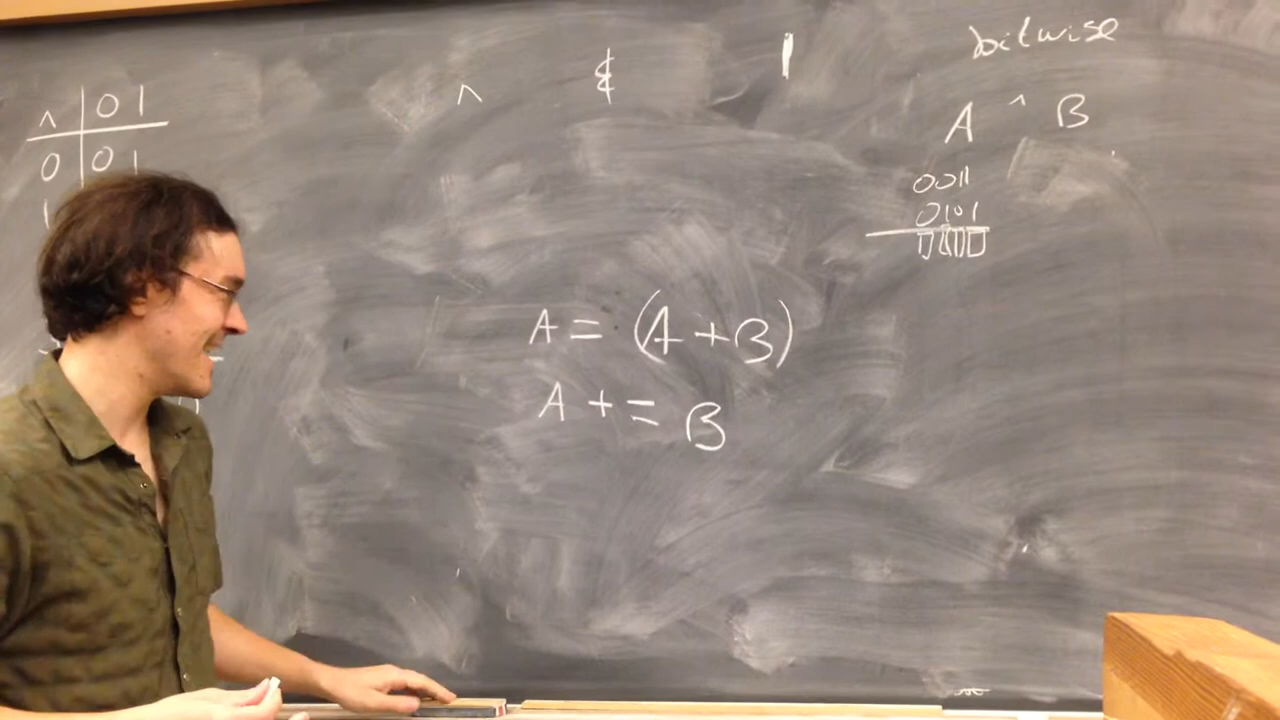 ^ 0 1
0 0 1
1
^ & |
bitwise
A ^ B
0011
0101
A = (A + B)
A += B